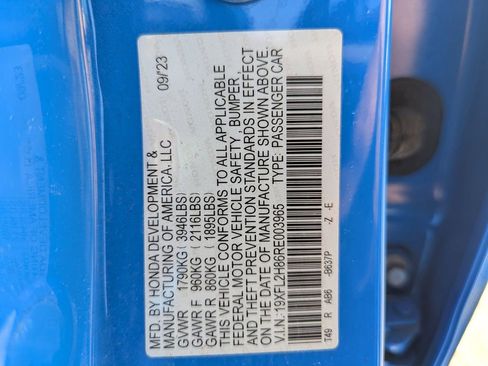 MFD. BY HONDA DEVELOPMENT & 09/23
MANUFACTURING OF AMERICA, LLC
GVWR 1790KG (3946LBS)
GAWR F 960KG (2116LBS)
GAWR R 860KG (1895LBS)
THIS VEHICLE CONFORMS TO ALL APPLICABLE
FEDERAL MOTOR VEHICLE SAFETY, BUMPER,
AND THEFT PREVENTION STANDARDS IN EFFECT
ON THE DATE OF MANUFACTURE SHOWN ABOVE.
V.I.N.: 19XFL2H86RE003965 TYPE: PASSENGER CAR
T49 R AB6 -B637P -Z -E